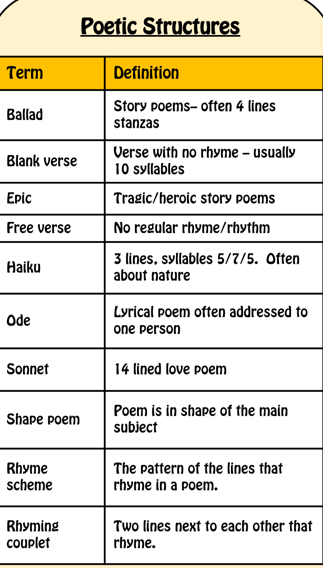 Poetic Structures
Term
Definition
Ballad
Story poems– often 4 lines
stanzas
Blank verse
Verse with no rhyme – usually
10 syllables
Epic
Tragic/heroic story poems
Free verse
No regular rhyme/rhythm
Haiku
3 lines, syllables 5/7/5. Often
about nature
Ode
Lyrical poem often addressed to
one person
Sonnet
14 lined love poem
Shape poem
Poem is in shape of the main
subject
Rhyme
scheme
The pattern of the lines that
rhyme in a poem.
Rhyming
couplet
Two lines next to each other that
rhyme.